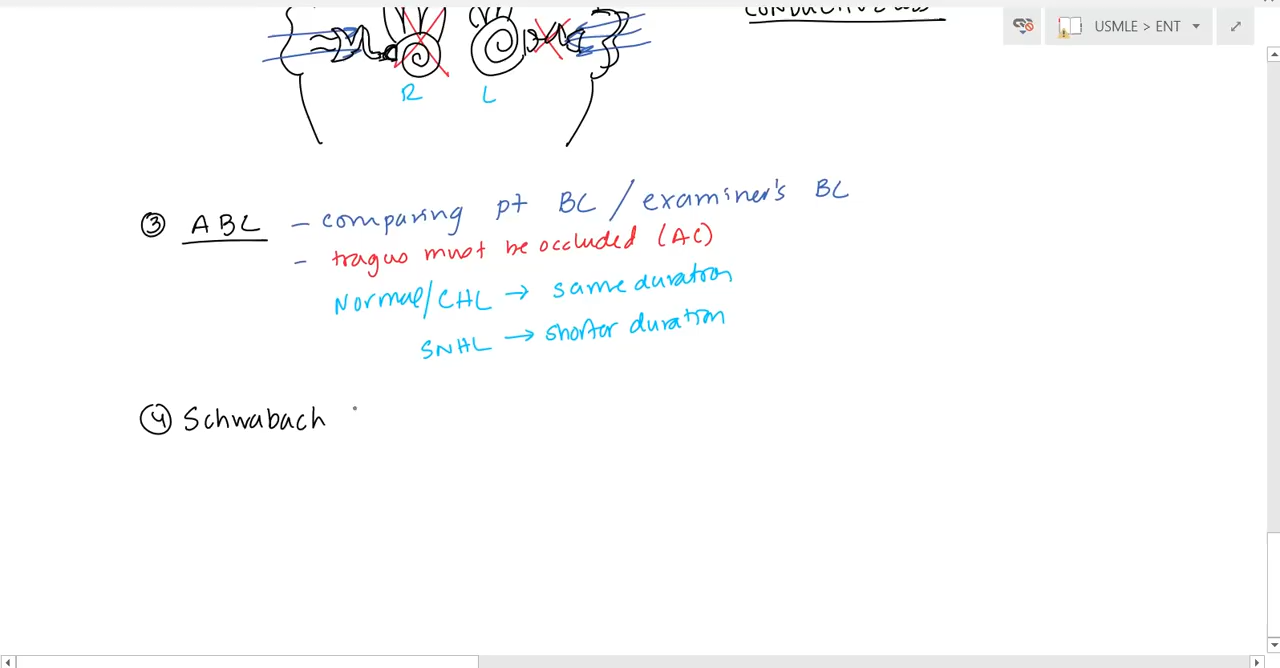 USMLE > ENT
R L
③ ABC - comparing pt BC / examiner's BC
- tragus must be occluded (AC)
Normal/CHL → same duration
SNHL → shorter duration
④ Schwabach